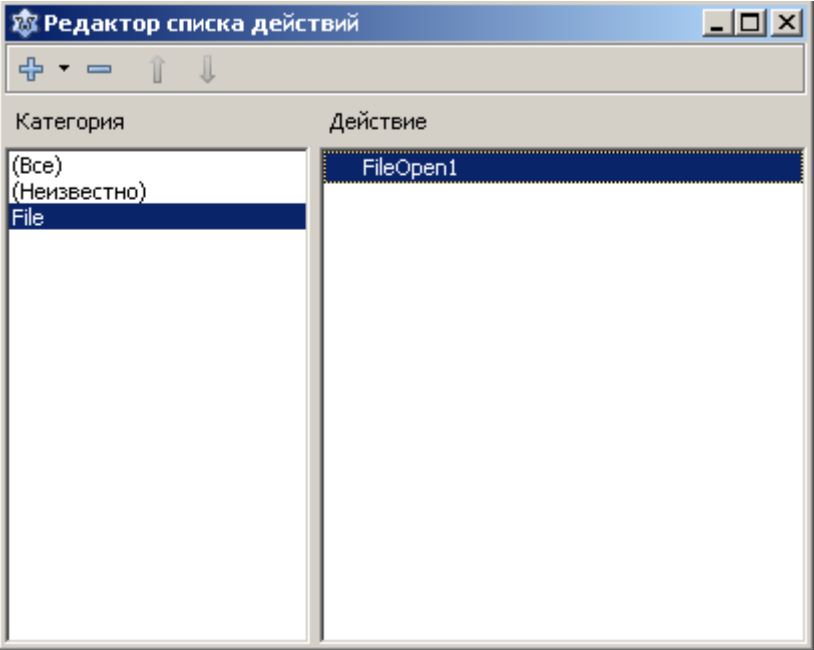 Редактор списка действий
Категория
Действие
(Все)
(Неизвестно)
File
FileOpen1